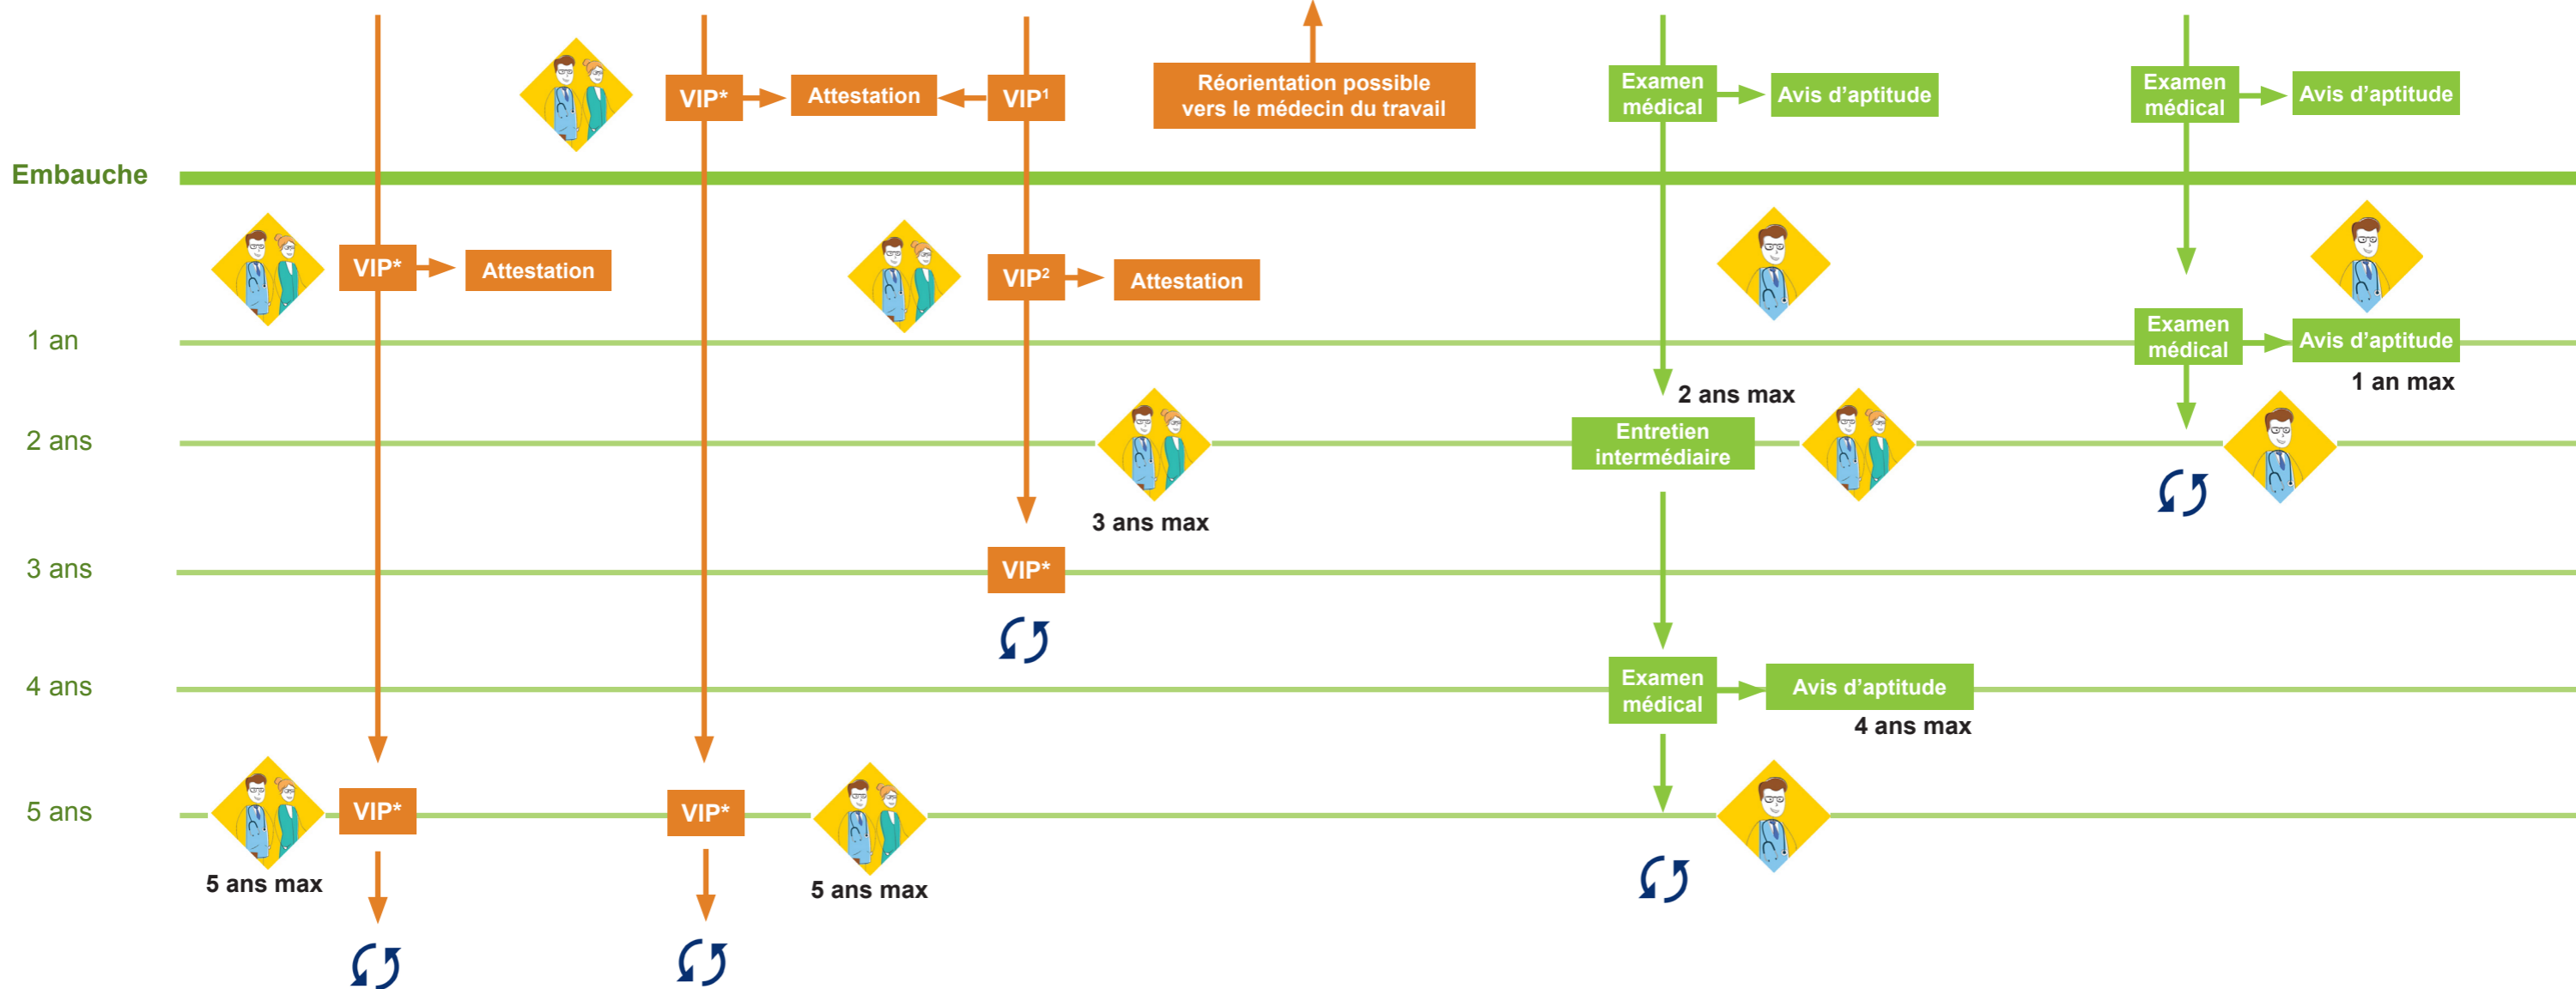 VIP*
Attestation
VIP¹
Réorientation possible
vers le médecin du travail
Examen
médical
Avis d’aptitude
Examen
médical
Avis d’aptitude
Embauche
VIP*
Attestation
VIP²
Attestation
1 an
Examen
médical
Avis d’aptitude
1 an max
2 ans max
2 ans
Entretien
intermédiaire
3 ans max
3 ans
VIP*
4 ans
Examen
médical
Avis d’aptitude
4 ans max
5 ans
VIP*
VIP*
5 ans max
5 ans max